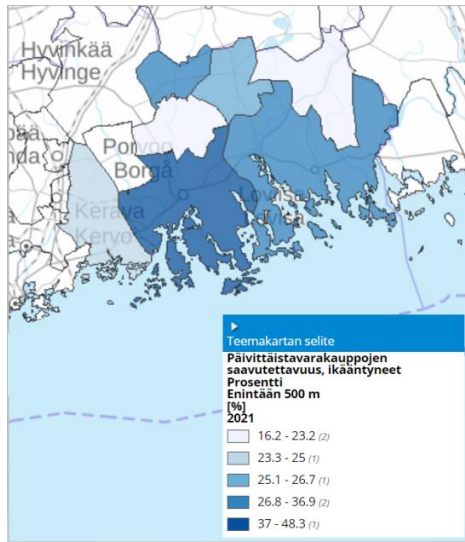 Hyvinkää
Hyvinge
Porvoo
Borgå
Loviisa
Lovisa
Kerava
Kervo
Teemakartan selite
Päivittäistavarakauppojen
saavutettavuus, ikääntyneet
Prosentti
Enintään 500 m
[%]
2021
16.2 - 23.2 (2)
23.3 - 25 (1)
25.1 - 26.7 (1)
26.8 - 36.9 (2)
37 - 48.3 (1)